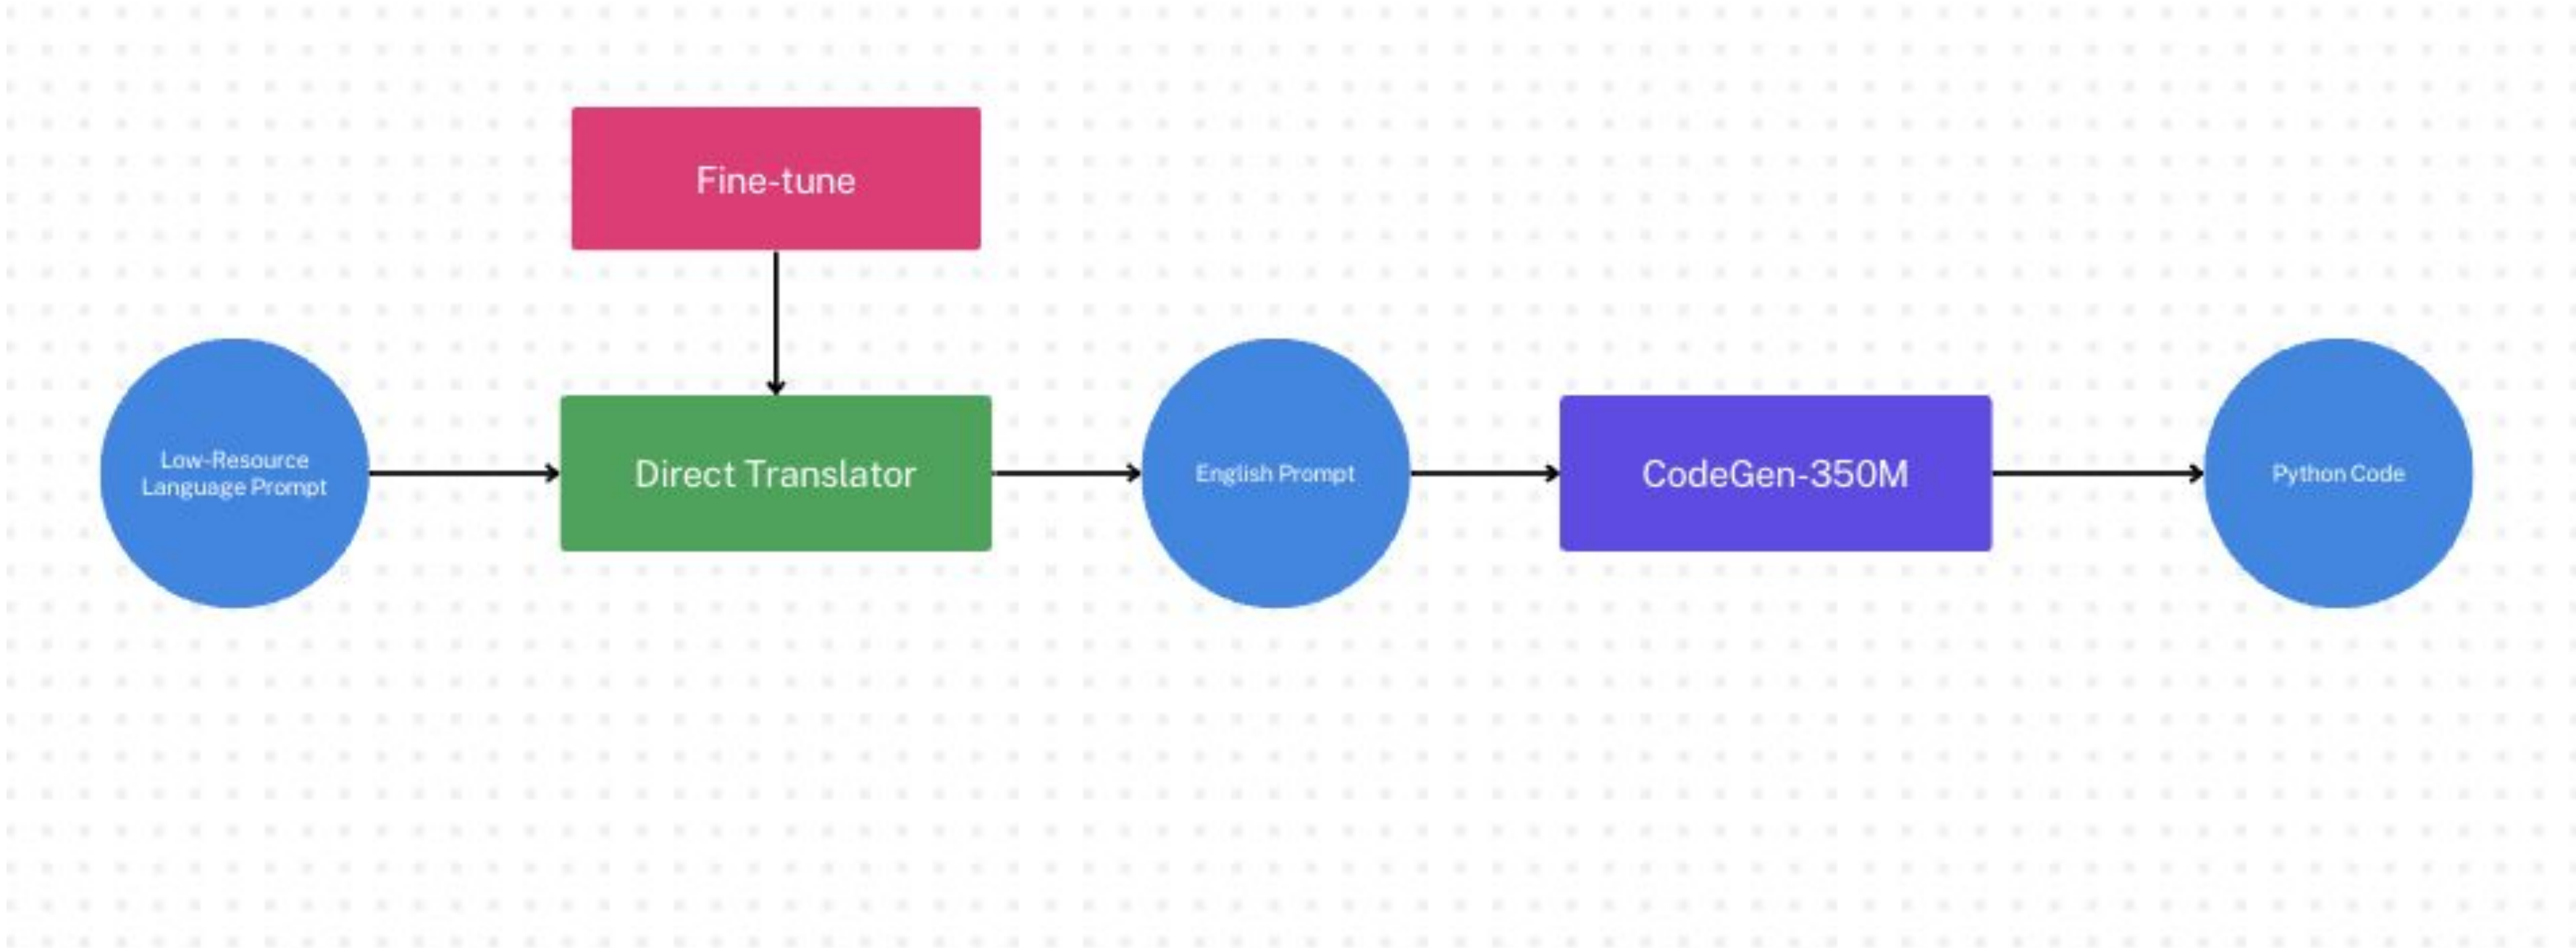 Fine-tune
Low-Resource
Language Prompt
Direct Translator
English Prompt
CodeGen-350M
Python Code